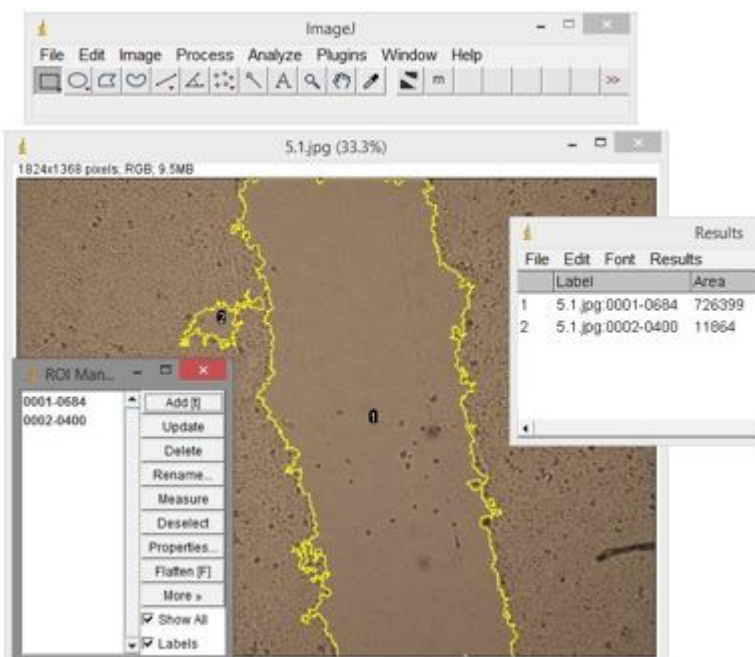 ImageJ
File Edit Image Process Analyze Plugins Window Help
A m >>
5.1.jpg (33.3%)
1824x1368 pixels; RGB; 9.5MB
Results
File Edit Font Results
Label Area
1 5.1.jpg:0001-0684 726399
2 5.1.jpg:0002-0400 11864
2
1
ROI Man...
0001-0684
0002-0400
Add [t]
Update
Delete
Rename...
Measure
Deselect
Properties...
Flatten [F]
More »
Show All
Labels